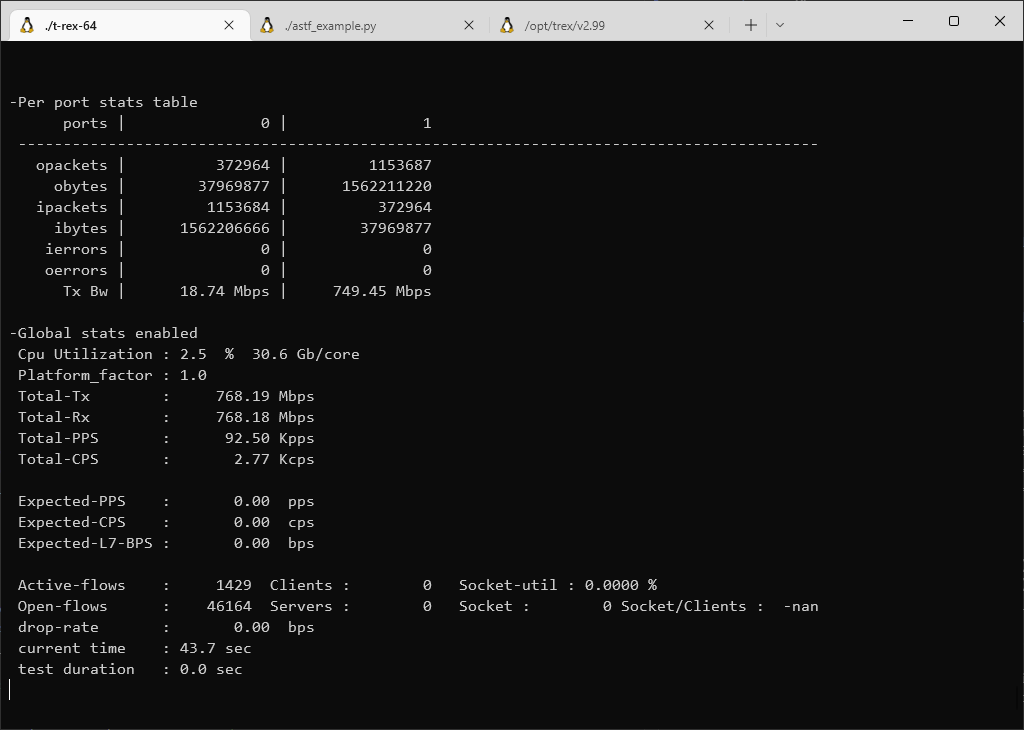 ./t-rex-64 ./astf_example.py /opt/trex/v2.99
-Per port stats table
      ports |               0 |               1
 -----------------------------------------------------------------------------------------
   opackets |          372964 |         1153687
     obytes |        37969877 |      1562211220
   ipackets |         1153684 |          372964
     ibytes |      1562206666 |        37969877
    ierrors |               0 |               0
    oerrors |               0 |               0
      Tx Bw |      18.74 Mbps |     749.45 Mbps
-Global stats enabled
 Cpu Utilization : 2.5  %  30.6 Gb/core
 Platform_factor : 1.0
 Total-Tx        :     768.19 Mbps
 Total-Rx        :     768.18 Mbps
 Total-PPS       :      92.50 Kpps
 Total-CPS       :       2.77 Kcps
 Expected-PPS    :       0.00  pps
 Expected-CPS    :       0.00  cps
 Expected-L7-BPS :       0.00  bps
 Active-flows    :     1429  Clients :        0   Socket-util : 0.0000 %
 Open-flows      :    46164  Servers :        0   Socket :        0 Socket/Clients :  -nan
 drop-rate       :       0.00  bps
 current time    : 43.7 sec
 test duration   : 0.0 sec